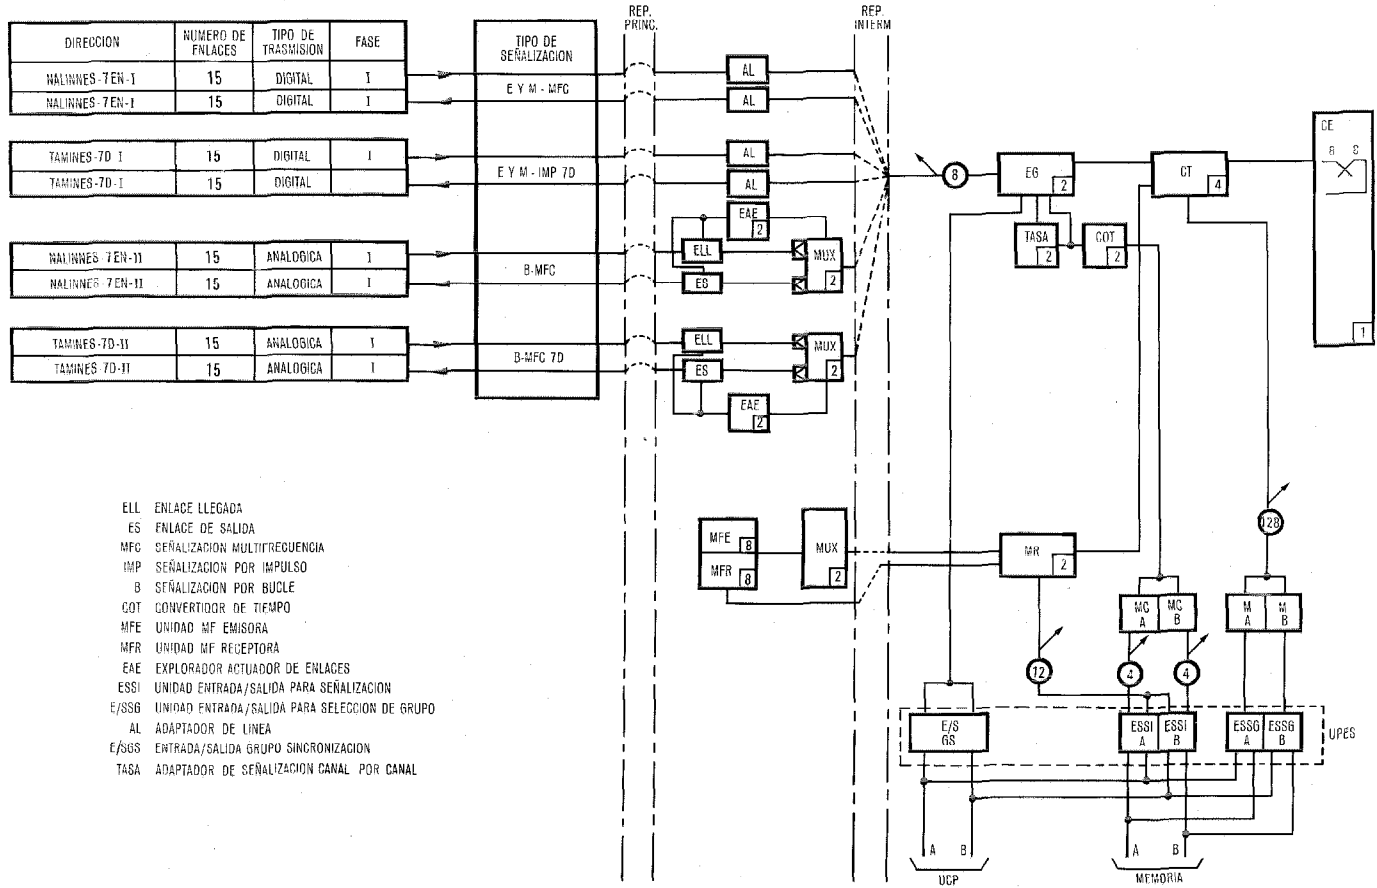 DIRECCION NUMERO DE ENLACES TIPO DE TRASMISION FASE
NALINNES-7EN-I 15 DIGITAL I
NALINNES-7EN-I 15 DIGITAL I
TAMINES-7D I 15 DIGITAL I
TAMINES-7D-I 15 DIGITAL
NALINNES 7EN-II 15 ANALOGICA I
NALINNES 7EN-II 15 ANALOGICA I
TAMINES-7D-II 15 ANALOGICA I
TAMINES-7D-II 15 ANALOGICA I
TIPO DE
SEÑALIZACION
E Y M - MFC
E Y M - IMP 7D
B-MFC
B-MFC 7D
REP.
PRINC.
REP.
INTERM
AL
AL
AL
AL
EAE
2
ELL
ES
MUX
2
ELL
ES
MUX
2
EAE
2
8
EG
2
CT
4
TASA
2
COT
2
CE
8 8
1
MFE
8
MFR
8
MUX
2
MR
2
128
MC
A
MC
B
M
A
M
B
12
4
4
E/S
GS
ESSI
A
ESSI
B
ESSG
A
ESSG
B
UPES
A B
UCP
A B
MEMORIA
ELL ENLACE LLEGADA
ES ENLACE DE SALIDA
MFC SEÑALIZACION MULTIFRECUENCIA
IMP SEÑALIZACION POR IMPULSO
B SEÑALIZACION POR BUCLE
COT CONVERTIDOR DE TIEMPO
MFE UNIDAD MF EMISORA
MFR UNIDAD MF RECEPTORA
EAE EXPLORADOR ACTUADOR DE ENLACES
ESSI UNIDAD ENTRADA/SALIDA PARA SEÑALIZACION
E/SSG UNIDAD ENTRADA/SALIDA PARA SELECCION DE GRUPO
AL ADAPTADOR DE LINEA
E/SGS ENTRADA/SALIDA GRUPO SINCRONIZACION
TASA ADAPTADOR DE SEÑALIZACION CANAL POR CANAL